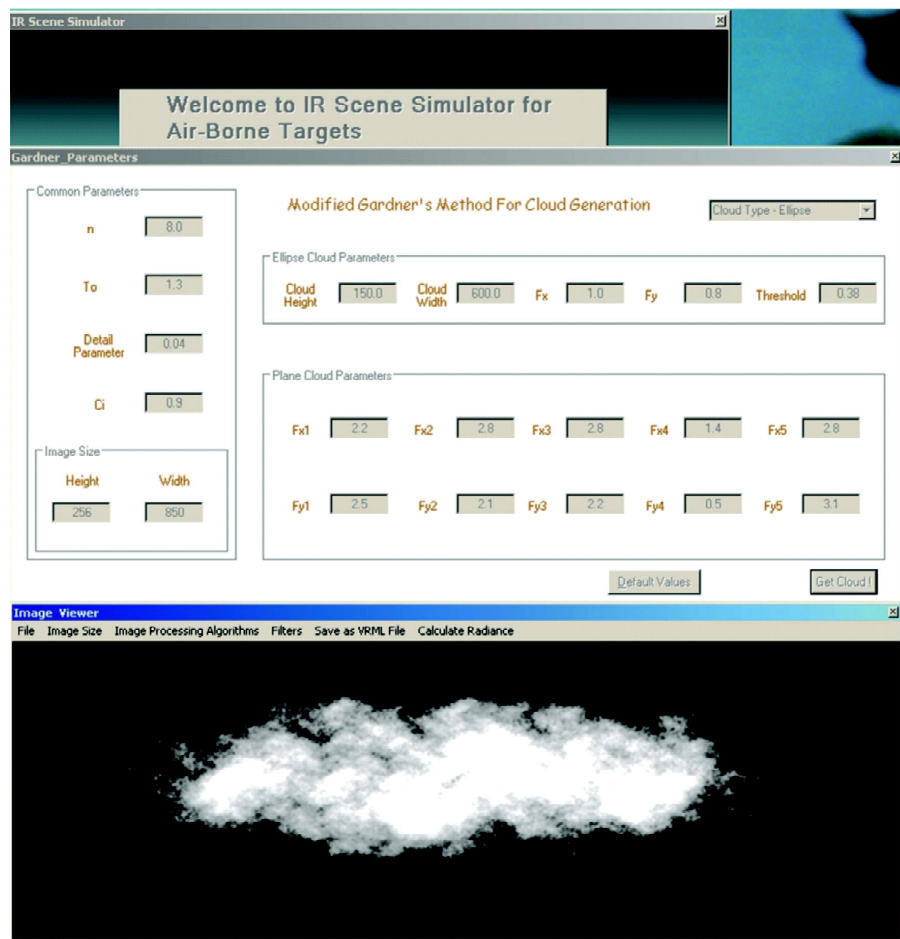 IR Scene Simulator
Welcome to IR Scene Simulator for
Air-Borne Targets
Gardner_Parameters
Common Parameters
n 8.0
To 1.3
Detail Parameter 0.04
Ci 0.9
Image Size
Height Width
256 850
Modified Gardner's Method For Cloud Generation
Cloud Type - Ellipse
Ellipse Cloud Parameters
Cloud Height 150.0 Cloud Width 600.0 Fx 1.0 Fy 0.8 Threshold 0.38
Plane Cloud Parameters
Fx1 2.2 Fx2 2.8 Fx3 2.8 Fx4 1.4 Fx5 2.8
Fy1 2.5 Fy2 2.1 Fy3 2.2 Fy4 0.5 Fy5 3.1
Default Values Get Cloud !
Image Viewer
File Image Size Image Processing Algorithms Filters Save as VRML File Calculate Radiance